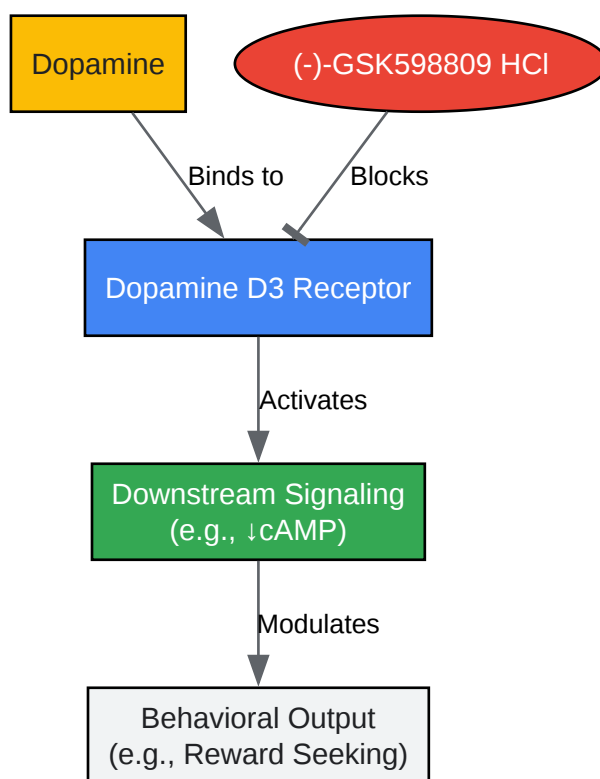 Dopamine
(-)-GSK598809 HCl
Binds to
Blocks
Dopamine D3 Receptor
Activates
Downstream Signaling
(e.g., ↓cAMP)
Modulates
Behavioral Output
(e.g., Reward Seeking)